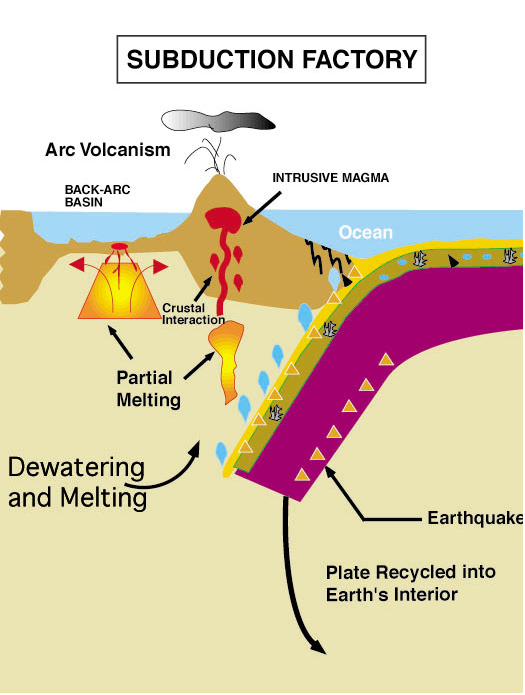 SUBDUCTION FACTORY
Arc Volcanism
BACK-ARC
BASIN
INTRUSIVE MAGMA
Ocean
Crustal
Interaction
Partial
Melting
Dewatering
and Melting
Earthquake
Plate Recycled into
Earth's Interior